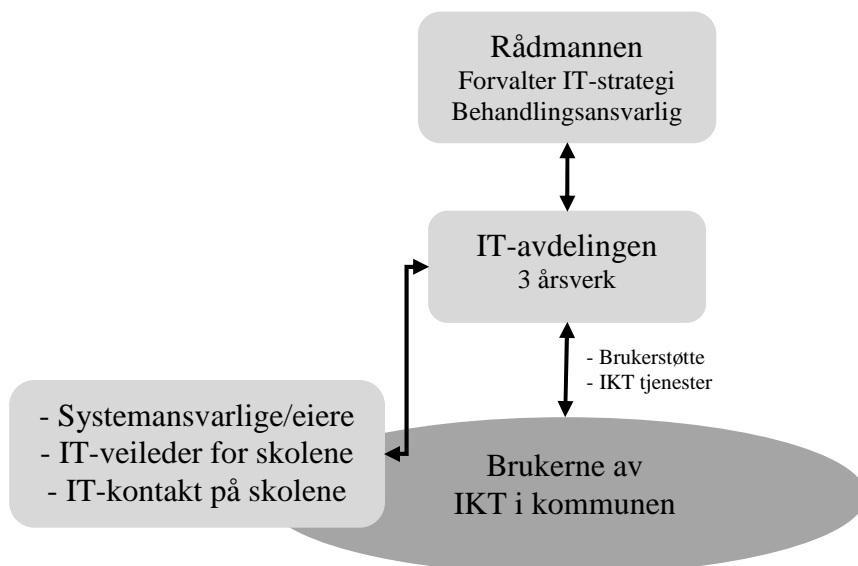 Rådmannen
Forvalter IT-strategi
Behandlingsansvarlig
IT-avdelingen
3 årsverk
- Brukerstøtte
- IKT tjenester
- Systemansvarlige/eiere
- IT-veileder for skolene
- IT-kontakt på skolene
Brukerne av
IKT i kommunen